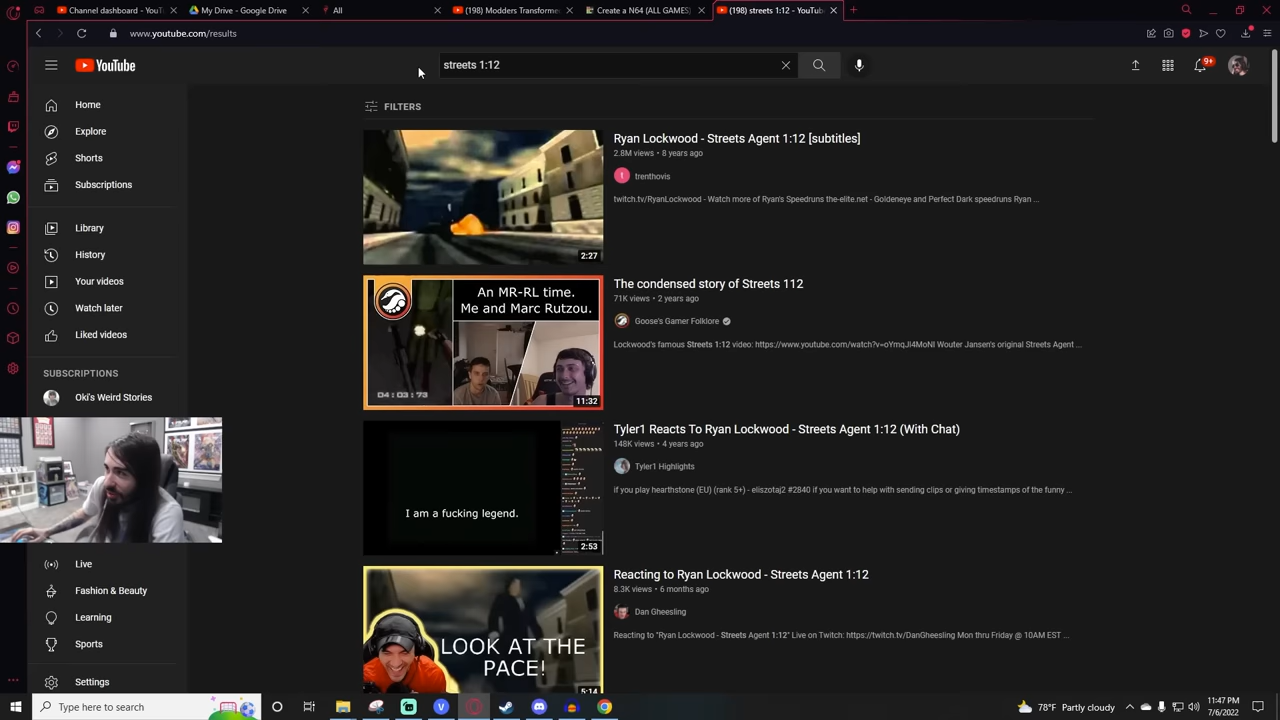 Channel dashboard - YouTu
My Drive - Google Drive
All
(198) Modders Transforme
Create a N64 (ALL GAMES)
(198) streets 1:12 - YouTub
www.youtube.com/results
YouTube
streets 1:12
9+
Home
Explore
Shorts
Subscriptions
Library
History
Your videos
Watch later
Liked videos
SUBSCRIPTIONS
Oki's Weird Stories
Live
Fashion & Beauty
Learning
Sports
Settings
FILTERS
2:27
Ryan Lockwood - Streets Agent 1:12 [subtitles]
2.8M views • 8 years ago
t
trenthovis
twitch.tv/RyanLockwood - Watch more of Ryan's Speedruns the-elite.net - Goldeneye and Perfect Dark speedruns Ryan ...
An MR-RL time.
Me and Marc Rutzou.
04:03:73
11:32
The condensed story of Streets 112
71K views • 2 years ago
Goose's Gamer Folklore
Lockwood's famous Streets 1:12 video: https://www.youtube.com/watch?v=oYmqJl4MoNI Wouter Jansen's original Streets Agent ...
I am a fucking legend.
2:53
Tyler1 Reacts To Ryan Lockwood - Streets Agent 1:12 (With Chat)
148K views • 4 years ago
Tyler1 Highlights
if you play hearthstone (EU) (rank 5+) - eliszotaj2 #2840 if you want to help with sending clips or giving timestamps of the funny ...
LOOK AT THE
PACE!
5:14
Reacting to Ryan Lockwood - Streets Agent 1:12
8.3K views • 6 months ago
Dan Gheesling
Reacting to "Ryan Lockwood - Streets Agent 1:12" Live on Twitch: https://twitch.tv/DanGheesling Mon thru Friday @ 10AM EST ...
Type here to search
78°F Partly cloudy
11:47 PM
7/6/2022